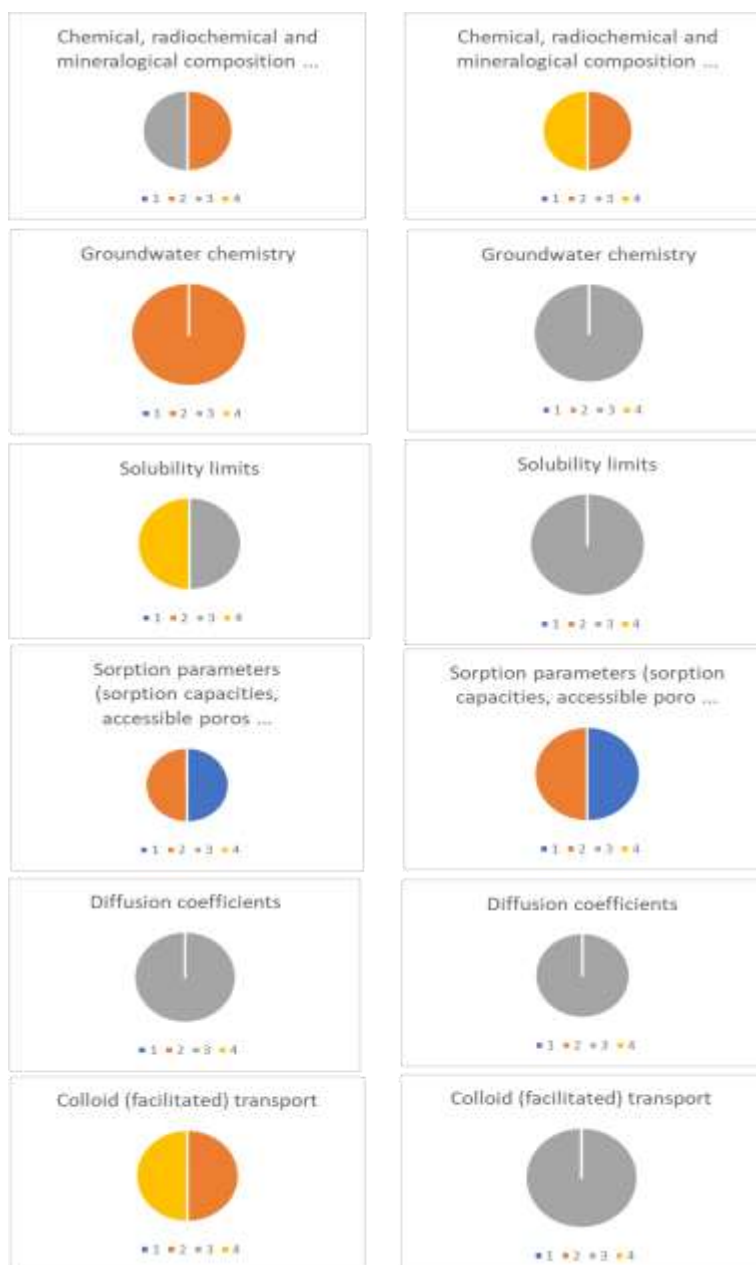 Chemical, radiochemical and
mineralogical composition ...
1 2 3 4
Chemical, radiochemical and
mineralogical composition ...
1 2 3 4
Groundwater chemistry
1 2 3 4
Groundwater chemistry
1 2 3 4
Solubility limits
1 2 3 4
Solubility limits
1 2 3 4
Sorption parameters
(sorption capacities,
accessible poros ...
1 2 3 4
Sorption parameters (sorption
capacities, accessible poro ...
1 2 3 4
Diffusion coefficients
1 2 3 4
Diffusion coefficients
1 2 3 4
Colloid (facilitated) transport
1 2 3 4
Colloid (facilitated) transport
1 2 3 4